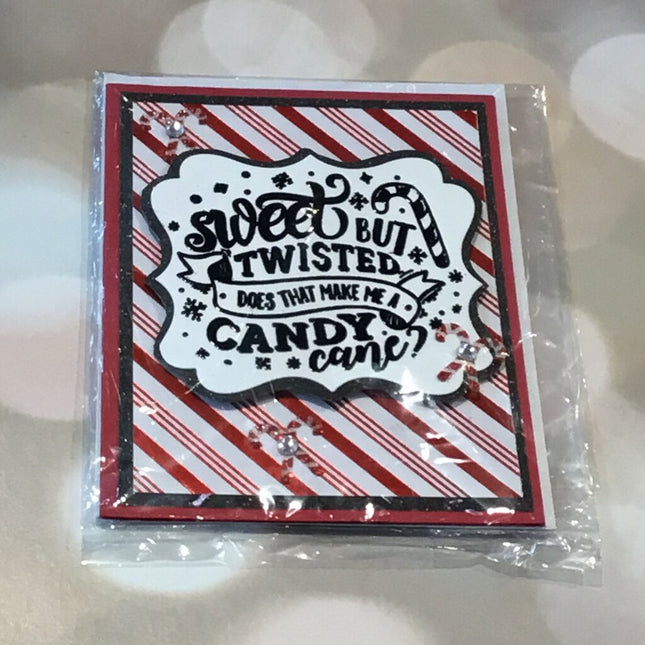 sweet BUT
TWISTED
DOES THAT MAKE ME A
CANDY
cane?